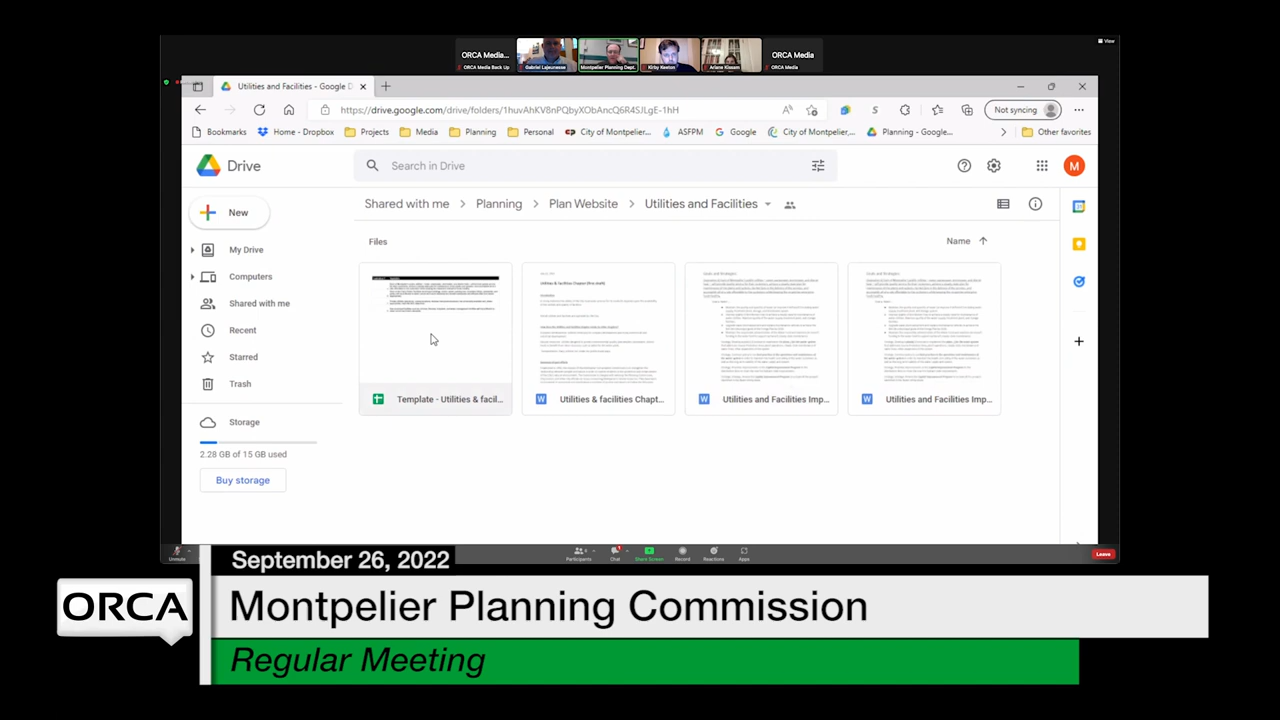 ORCA Media...
ORCA Media
ORCA Media Back Up
Gabriel Lajeunesse
Montpelier Planning Dept.
Kirby Keeton
Ariane Kissam
ORCA Media
View
Utilities and Facilities - Google D
https://drive.google.com/drive/folders/1huvAhKV8nPQbyXObAncQ6R4SJLgE-1hH
Not syncing
Bookmarks
Home - Dropbox
Projects
Media
Planning
Personal
City of Montpelier...
ASFPM
Google
City of Montpelier,...
Planning - Google...
Other favorites
Drive
Search in Drive
M
New
Shared with me
Planning
Plan Website
Utilities and Facilities
My Drive
Computers
Shared with me
Recent
Starred
Trash
Storage
2.28 GB of 15 GB used
Buy storage
Files
Name
Template - Utilities & facil...
Utilities & facilities Chapt...
Utilities and Facilities Imp...
Utilities and Facilities Imp...
Unmute
Participants
Chat
Share Screen
Record
Reactions
Apps
Leave
September 26, 2022
ORCA
Montpelier Planning Commission
Regular Meeting